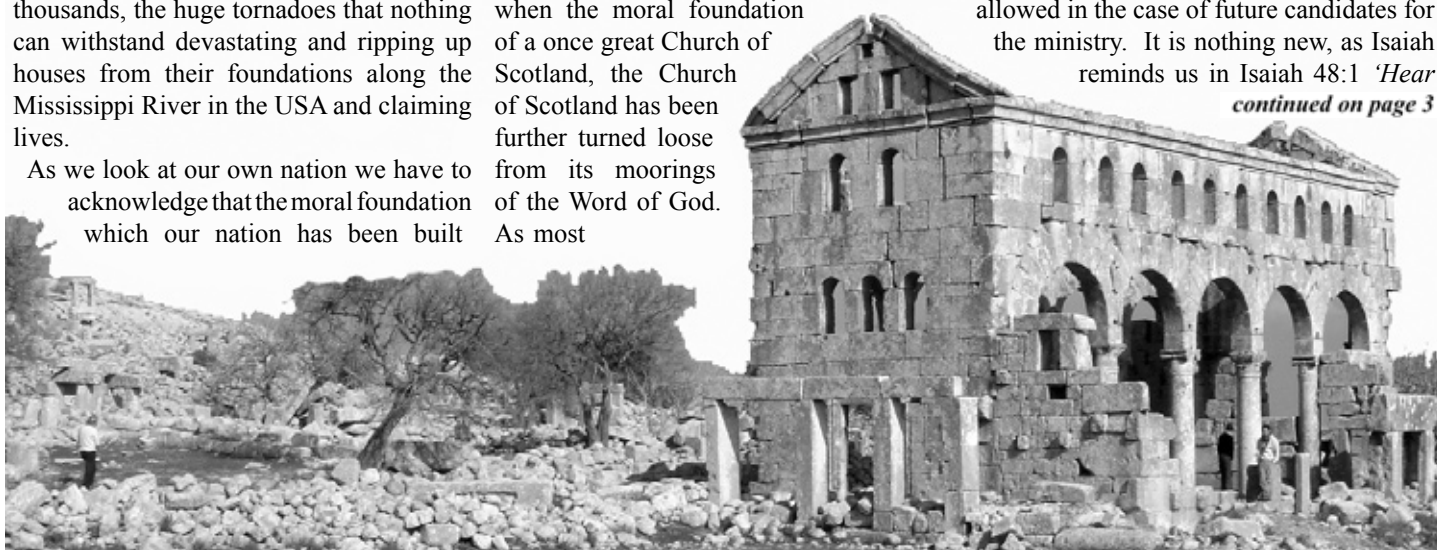 thousands, the huge tornadoes that nothing
can withstand devastating and ripping up
houses from their foundations along the
Mississippi River in the USA and claiming
lives.
As we look at our own nation we have to
acknowledge that the moral foundation
which our nation has been built
when the moral foundation
of a once great Church of
Scotland, the Church
of Scotland has been
further turned loose
from its moorings
of the Word of God.
As most
allowed in the case of future candidates for
the ministry. It is nothing new, as Isaiah
reminds us in Isaiah 48:1 ‘Hear
continued on page 3